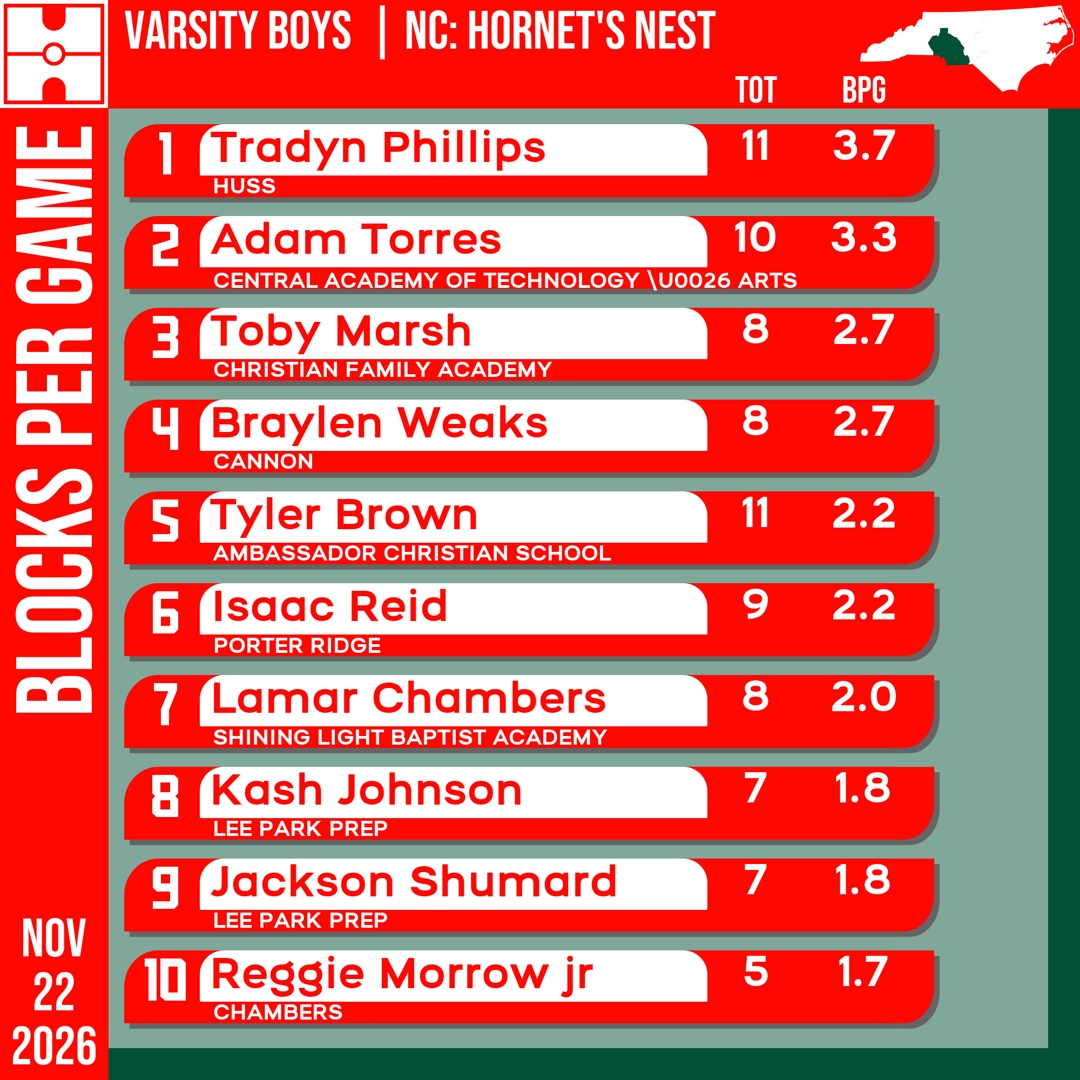 VARSITY BOYS | NC: HORNET'S NEST
TOT BPG
BLOCKS PER GAME
1 Tradyn Phillips 11 3.7
HUSS
2 Adam Torres 10 3.3
CENTRAL ACADEMY OF TECHNOLOGY \U0026 ARTS
3 Toby Marsh 8 2.7
CHRISTIAN FAMILY ACADEMY
4 Braylen Weaks 8 2.7
CANNON
5 Tyler Brown 11 2.2
AMBASSADOR CHRISTIAN SCHOOL
6 Isaac Reid 9 2.2
PORTER RIDGE
7 Lamar Chambers 8 2.0
SHINING LIGHT BAPTIST ACADEMY
8 Kash Johnson 7 1.8
LEE PARK PREP
9 Jackson Shumard 7 1.8
LEE PARK PREP
10 Reggie Morrow jr 5 1.7
CHAMBERS
NOV
22
2026